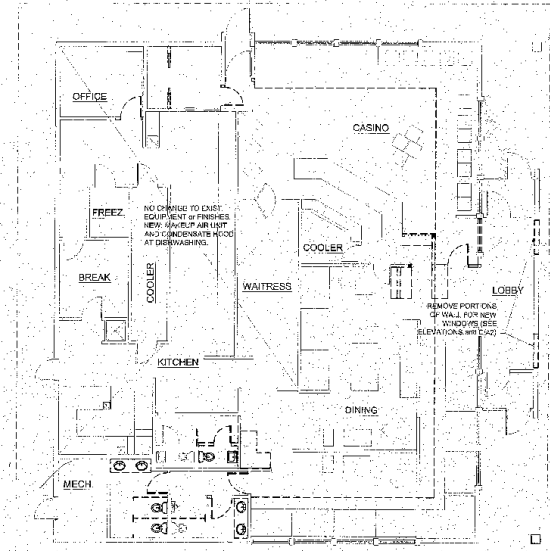 OFFICE
CASINO
FREEZ.
NO CHANGE TO EXIST.
EQUIPMENT or FINISHES.
NEW: MAKEUP AIR UNIT
AND CONDENSATE HOOD
AT DISHWASHING.
COOLER
BREAK
COOLER
WAITRESS
LOBBY
REMOVE PORTIONS
OF WALL FOR NEW
WINDOWS (SEE
ELEVATIONS
KITCHEN
DINING
MECH.